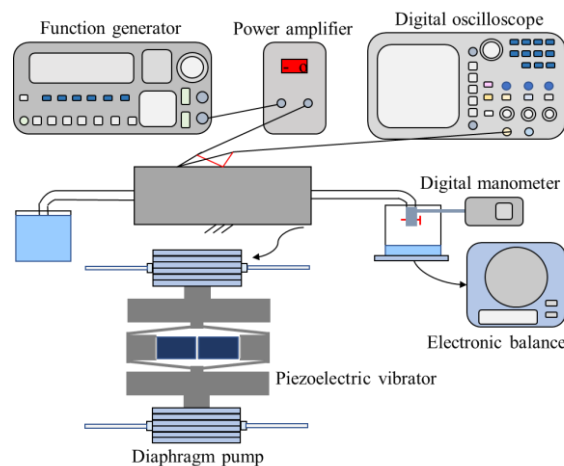 Function generator
Power amplifier
Digital oscilloscope
Digital manometer
Electronic balance
Piezoelectric vibrator
Diaphragm pump